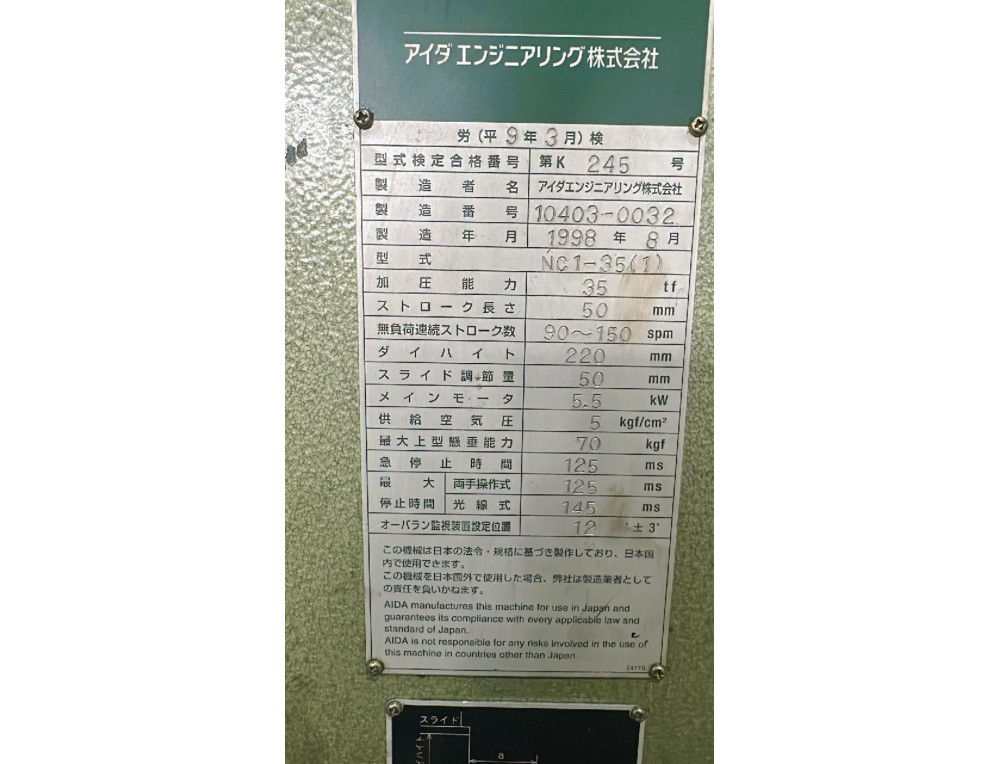 アイダエンジニアリング株式会社
労(平9年3月)検
型式検定合格番号 第K 245 号
製造者名 アイダエンジニアリング株式会社
製造番号 10403-0032
製造年月 1998年8月
型式 NC1-35(1)
加圧能力 35 tf
ストローク長さ 50 mm
無負荷連続ストローク数 90～150 spm
ダイハイト 220 mm
スライド調節量 50 mm
メインモータ 5.5 kW
供給空気圧 5 kgf/cm²
最大上型懸垂能力 70 kgf
急停止時間 125 ms
最大 両手操作式 125 ms
停止時間 光線式 145 ms
オーバラン監視装置設定位置 12 °±3°
この機械は日本の法令・規格に基づき製作しており、日本国
内で使用できます。
この機械を日本国外で使用した場合、弊社は製造業者として
の責任を負いかねます。
AIDA manufactures this machine for use in Japan and
guarantees its compliance with every applicable law and
standard of Japan.
AIDA is not responsible for any risks involved in the use of
this machine in countries other than Japan.
スライド
a